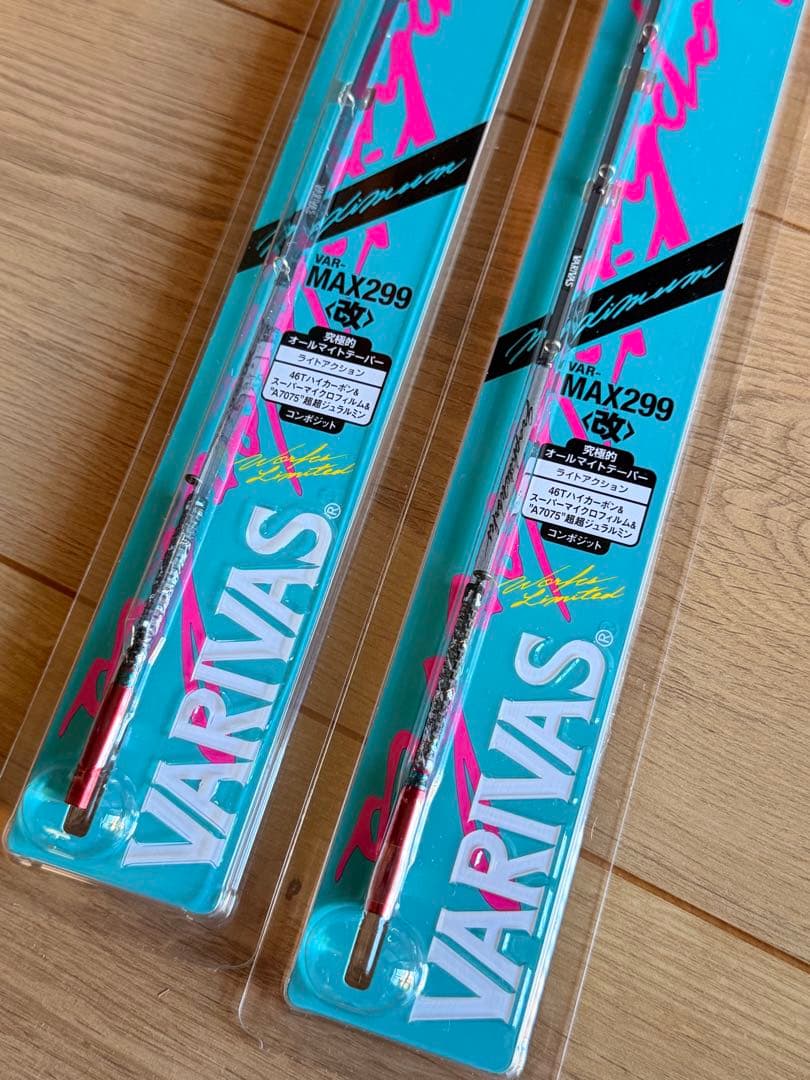 Maximum
VARIVAS
VAR-
MAX299
〈改〉
究極的
オールマイトテーパー
ライトアクション
46Tハイカーボン&
スーパーマイクロフィルム&
"A7075"超超ジュラルミン
コンポジット
Works
Limited
VARIVAS®
Maximum
VARIVAS
VAR-
MAX299
〈改〉
究極的
オールマイトテーパー
ライトアクション
46Tハイカーボン&
スーパーマイクロフィルム&
"A7075"超超ジュラルミン
コンポジット
Works
Limited
VARIVAS®